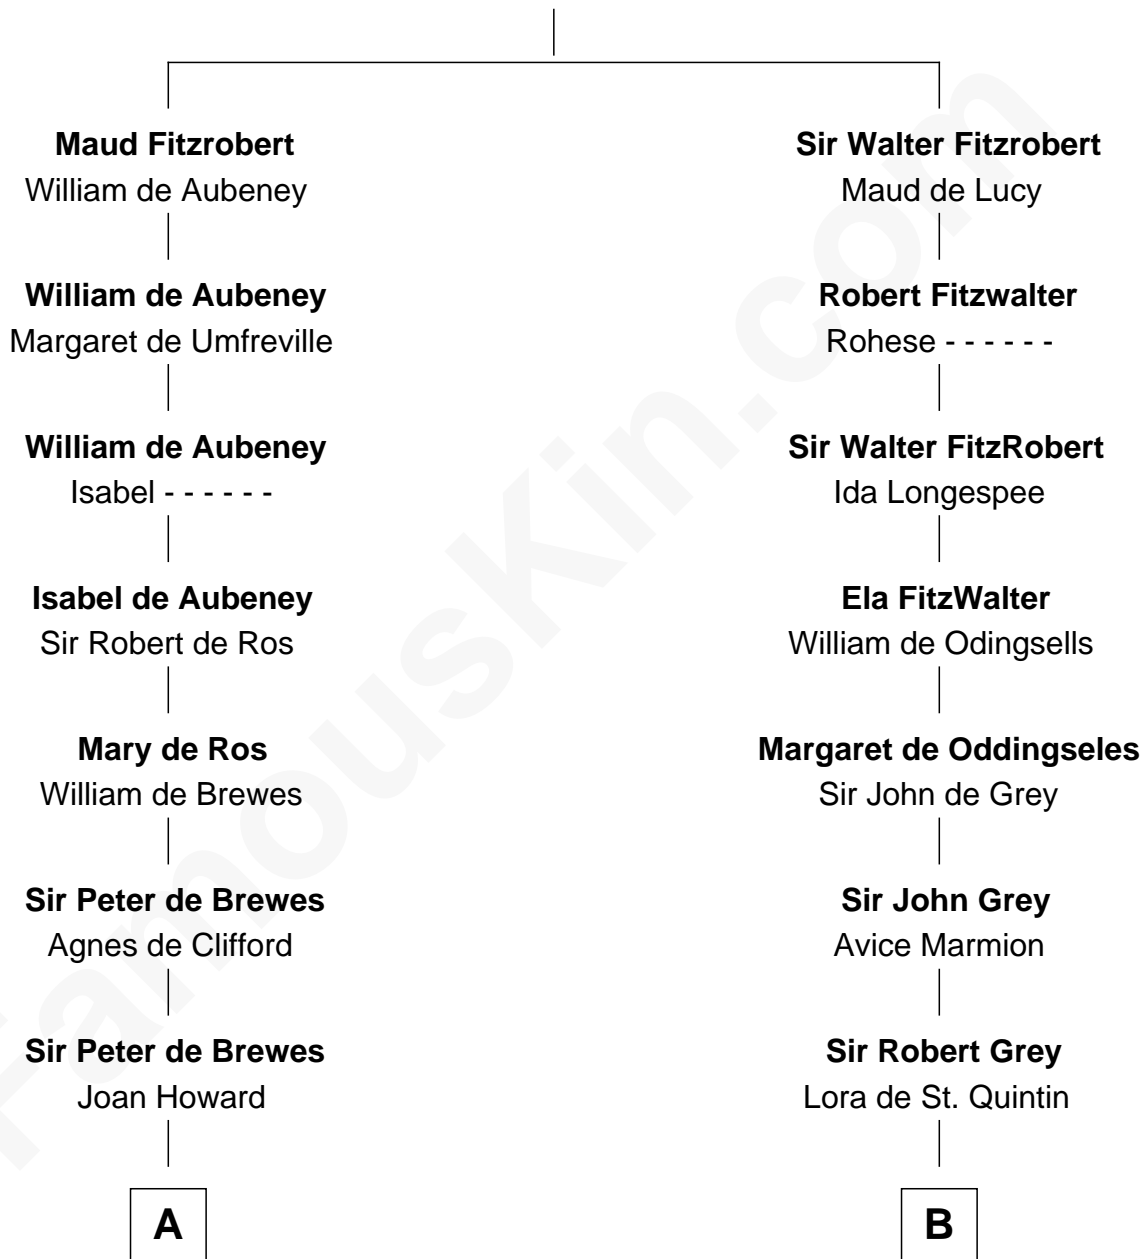 Maud Fitzrobert
William de Aubeney
William de Aubeney
Margaret de Umfreville
William de Aubeney
Isabel - - - - - -
Isabel de Aubeney
Sir Robert de Ros
Mary de Ros
William de Brewes
Sir Peter de Brewes
Agnes de Clifford
Sir Peter de Brewes
Joan Howard
A
Sir Walter Fitzrobert
Maud de Lucy
Robert Fitzwalter
Rohese - - - - - -
Sir Walter FitzRobert
Ida Longespee
Ela FitzWalter
William de Odingsells
Margaret de Oddingseles
Sir John de Grey
Sir John Grey
Avice Marmion
Sir Robert Grey
Lora de St. Quintin
B
FamousKin.com